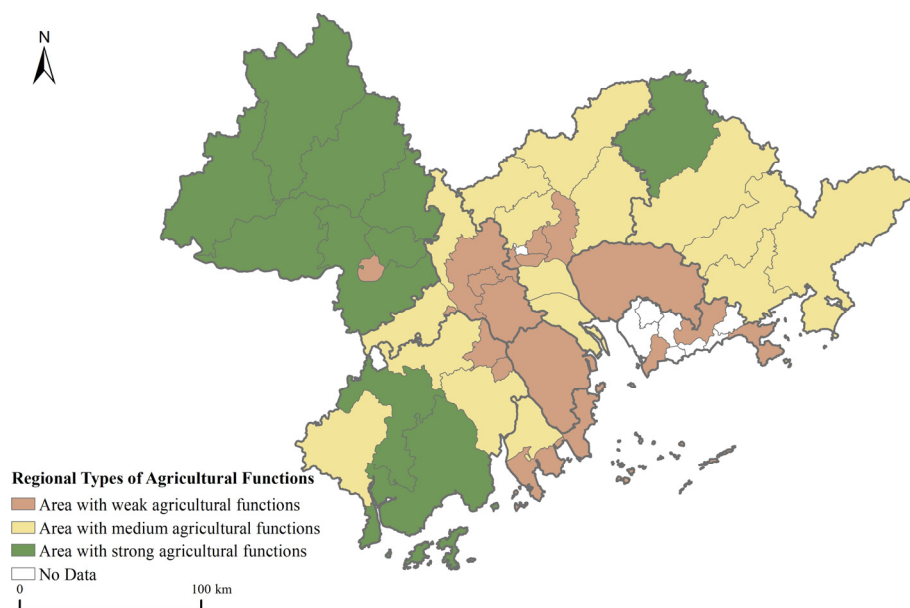 N
Regional Types of Agricultural Functions
Area with weak agricultural functions
Area with medium agricultural functions
Area with strong agricultural functions
No Data
0 100 km